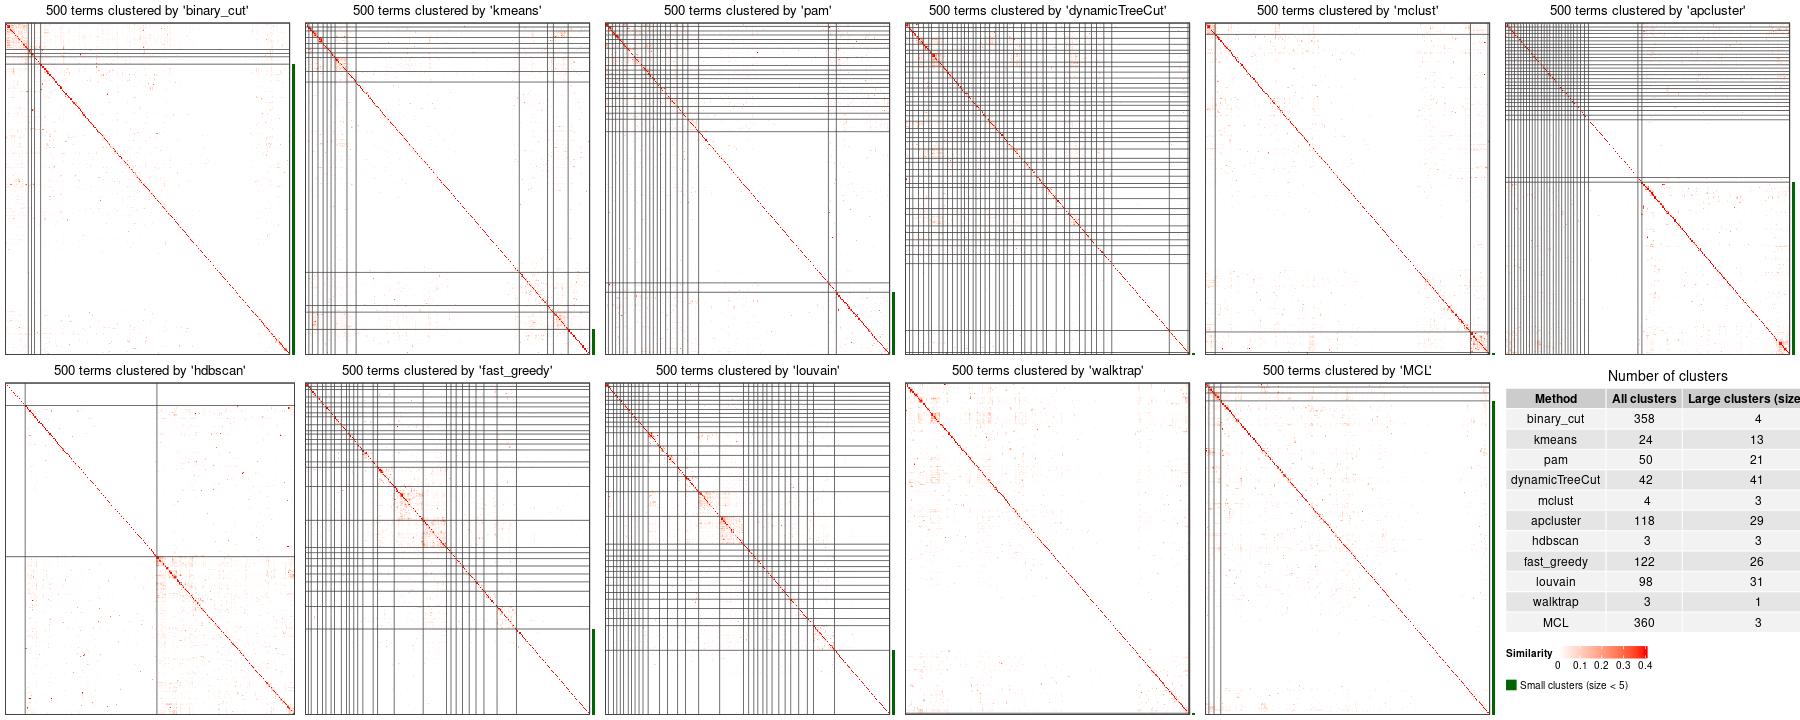 500 terms clustered by 'binary_cut'
500 terms clustered by 'kmeans'
500 terms clustered by 'pam'
500 terms clustered by 'dynamicTreeCut'
500 terms clustered by 'mclust'
500 terms clustered by 'apcluster'
500 terms clustered by 'hdbscan'
500 terms clustered by 'fast_greedy'
500 terms clustered by 'louvain'
500 terms clustered by 'walktrap'
500 terms clustered by 'MCL'
Number of clusters
Method All clusters Large clusters (size
binary_cut 358 4
kmeans 24 13
pam 50 21
dynamicTreeCut 42 41
mclust 4 3
apcluster 118 29
hdbscan 3 3
fast_greedy 122 26
louvain 98 31
walktrap 3 1
MCL 360 3
Similarity
0 0.1 0.2 0.3 0.4
Small clusters (size < 5)